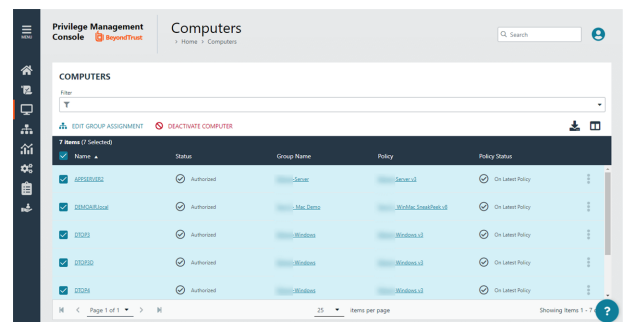 MENU
Privilege Management
Console BeyondTrust
Computers
> Home > Computers
Search
COMPUTERS
Filter
EDIT GROUP ASSIGNMENT DEACTIVATE COMPUTER
7 items (7 Selected)
Name Status Group Name Policy Policy Status
APPSERVER2 Authorized -Server Server v3 On Latest Policy
DEMOAIR.local Authorized - Mac Demo WinMac SneakPeek v8 On Latest Policy
DTOP3 Authorized -Windows Windows v3 On Latest Policy
DTOP3O Authorized -Windows Windows v3 On Latest Policy
DTOP4 Authorized -Windows Windows v3 On Latest Policy
Page 1 of 1 25 items per page Showing Items 1 - 7
?